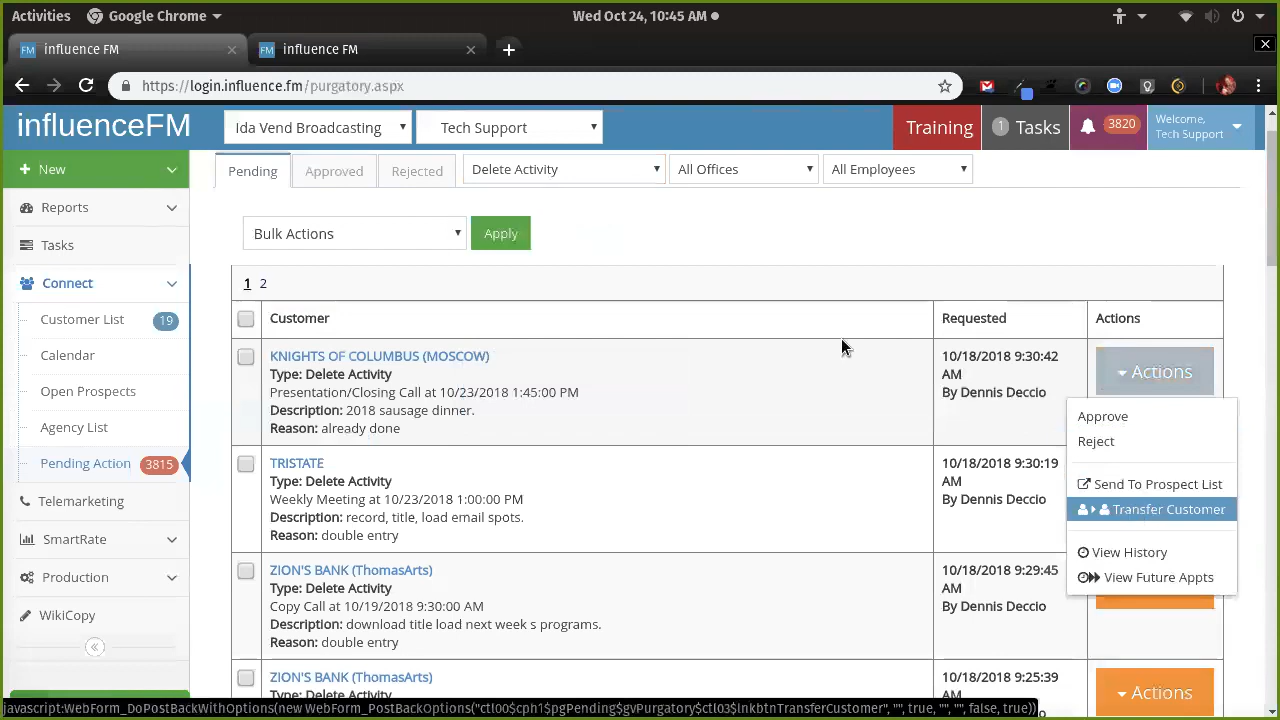 Activities
Google Chrome
Wed Oct 24, 10:45 AM
FM influence FM
FM influence FM
https://login.influence.fm/purgatory.aspx
influenceFM
Ida Vend Broadcasting
Tech Support
Training
1 Tasks
3820
Welcome,
Tech Support
New
Reports
Tasks
Connect
Customer List 19
Calendar
Open Prospects
Agency List
Pending Action 3815
Telemarketing
SmartRate
Production
WikiCopy
Pending
Approved
Rejected
Delete Activity
All Offices
All Employees
Bulk Actions
Apply
1 2
Customer
Requested
Actions
KNIGHTS OF COLUMBUS (MOSCOW)
Type: Delete Activity
Presentation/Closing Call at 10/23/2018 1:45:00 PM
Description: 2018 sausage dinner.
Reason: already done
10/18/2018 9:30:42
AM
By Dennis Deccio
Actions
Approve
Reject
Send To Prospect List
Transfer Customer
View History
View Future Appts
TRISTATE
Type: Delete Activity
Weekly Meeting at 10/23/2018 1:00:00 PM
Description: record, title, load email spots.
Reason: double entry
10/18/2018 9:30:19
AM
By Dennis Deccio
ZION'S BANK (ThomasArts)
Type: Delete Activity
Copy Call at 10/19/2018 9:30:00 AM
Description: download title load next week s programs.
Reason: double entry
10/18/2018 9:29:45
AM
By Dennis Deccio
ZION'S BANK (ThomasArts)
Type: Delete Activity
10/18/2018 9:25:39
AM
Actions
javascript:WebForm_DoPostBackWithOptions(new WebForm_PostBackOptions("ctl00$cph1$pgPending$gvPurgatory$ctl03$lnkbtnTransferCustomer", "", true, "", "", false, true))